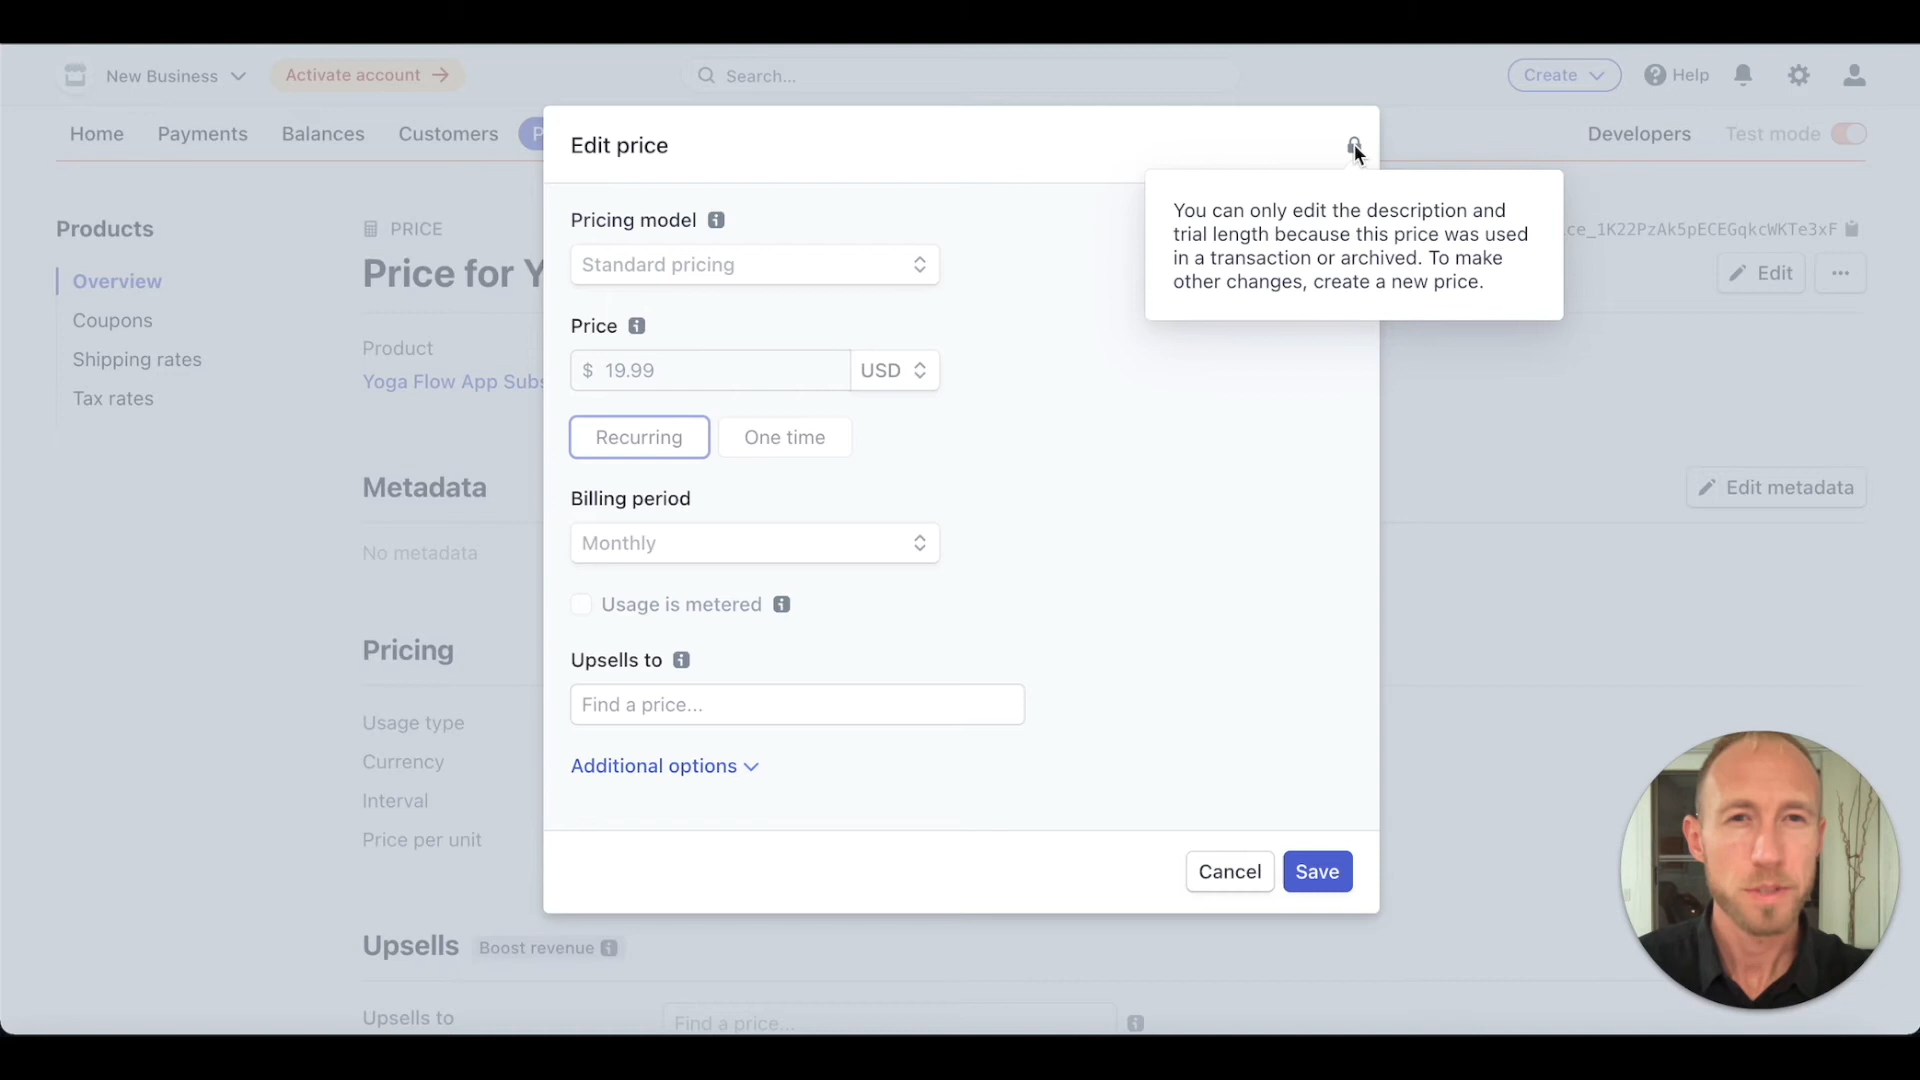 New Business
Activate account →
Search...
Create
Help
Home
Payments
Balances
Customers
P
Developers
Test mode
Edit price
You can only edit the description and
trial length because this price was used
in a transaction or archived. To make
other changes, create a new price.
Products
Overview
Coupons
Shipping rates
Tax rates
PRICE
Price for Y
ice_1K22PzAk5pECEGqkcWKTe3xF
Edit
Product
Yoga Flow App Subs
Pricing model
Standard pricing
Price
$ 19.99
USD
Recurring
One time
Billing period
Monthly
Usage is metered
Upsells to
Find a price...
Additional options
Cancel
Save
Metadata
Edit metadata
No metadata
Pricing
Usage type
Currency
Interval
Price per unit
Upsells
Boost revenue
Upsells to
Find a price...